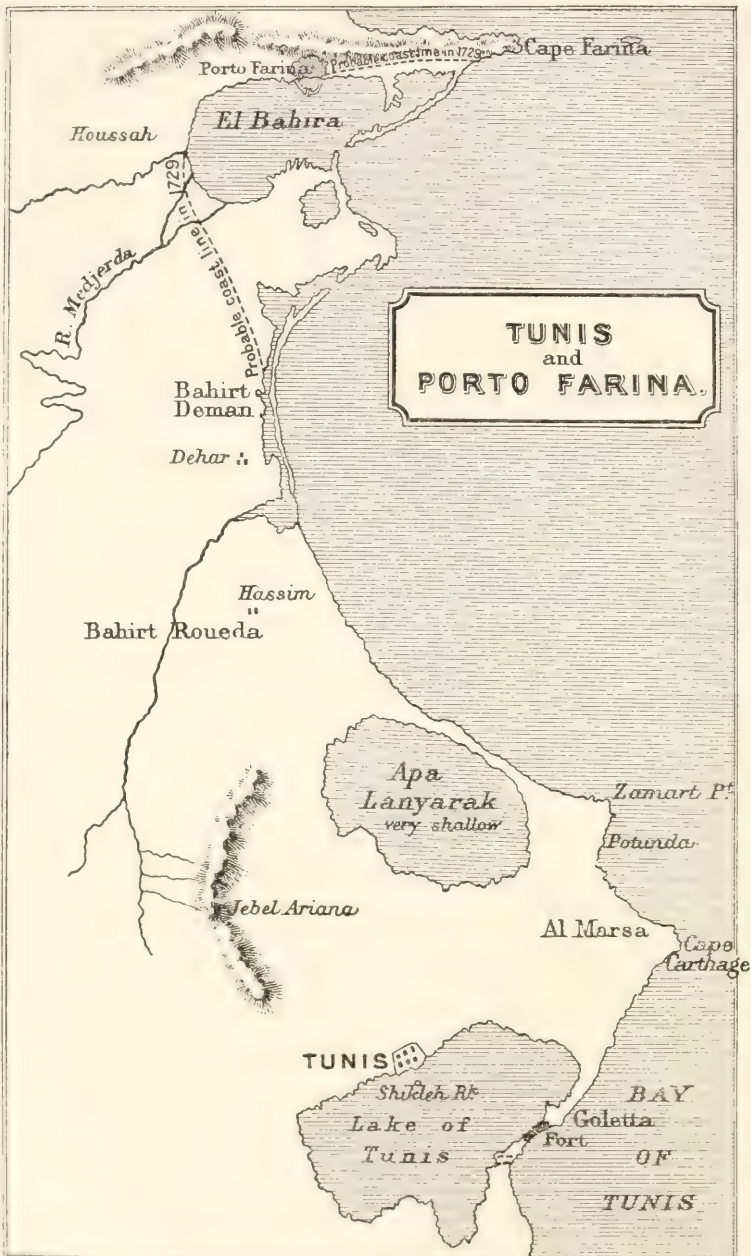 Cape Farina
Probable coast line in 1729
Porto Farina
El Bahira
Houssah
1729
Probable coast line in
R. Medjerda
TUNIS
and
PORTO FARINA.
Bahirt
Deman
Dehar
Hassim
Bahirt Roueda
Apa
Lanyarak
very shallow
Zamart Pt.
Potunda
Jebel Ariana
Al Marsa
Cape
Carthage
TUNIS
Lake of
Tunis
Goletta
Fort
BAY
OF
TUNIS